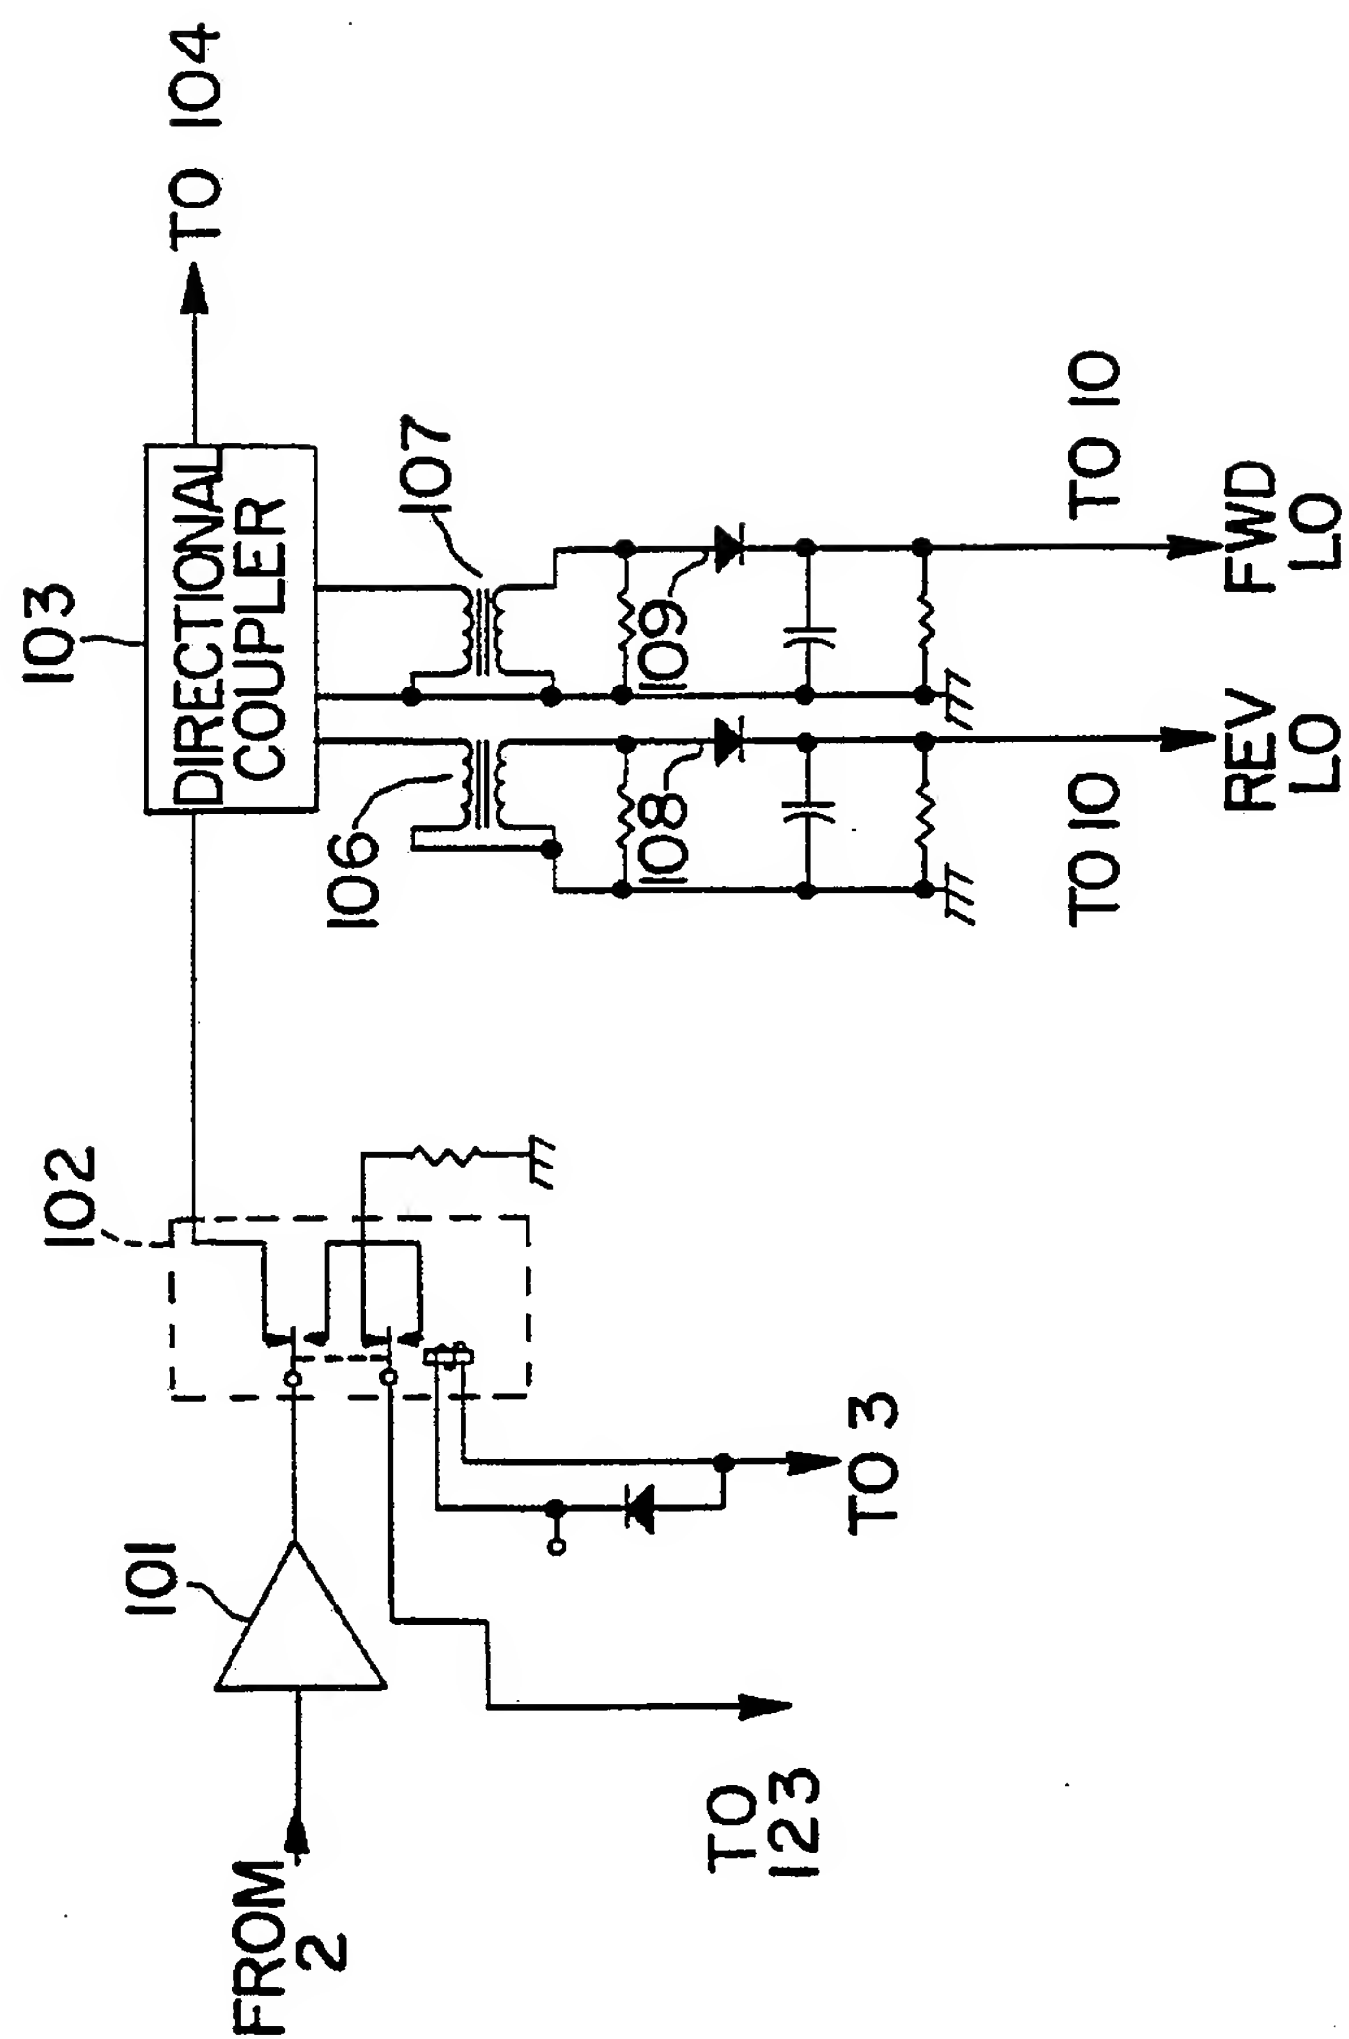 103
DIRECTIONAL
COUPLER
TO 104
102
101
FROM
2
106
107
108
109
TO
123
TO 3
TO 10
REV
LO
TO 10
FWD
LO